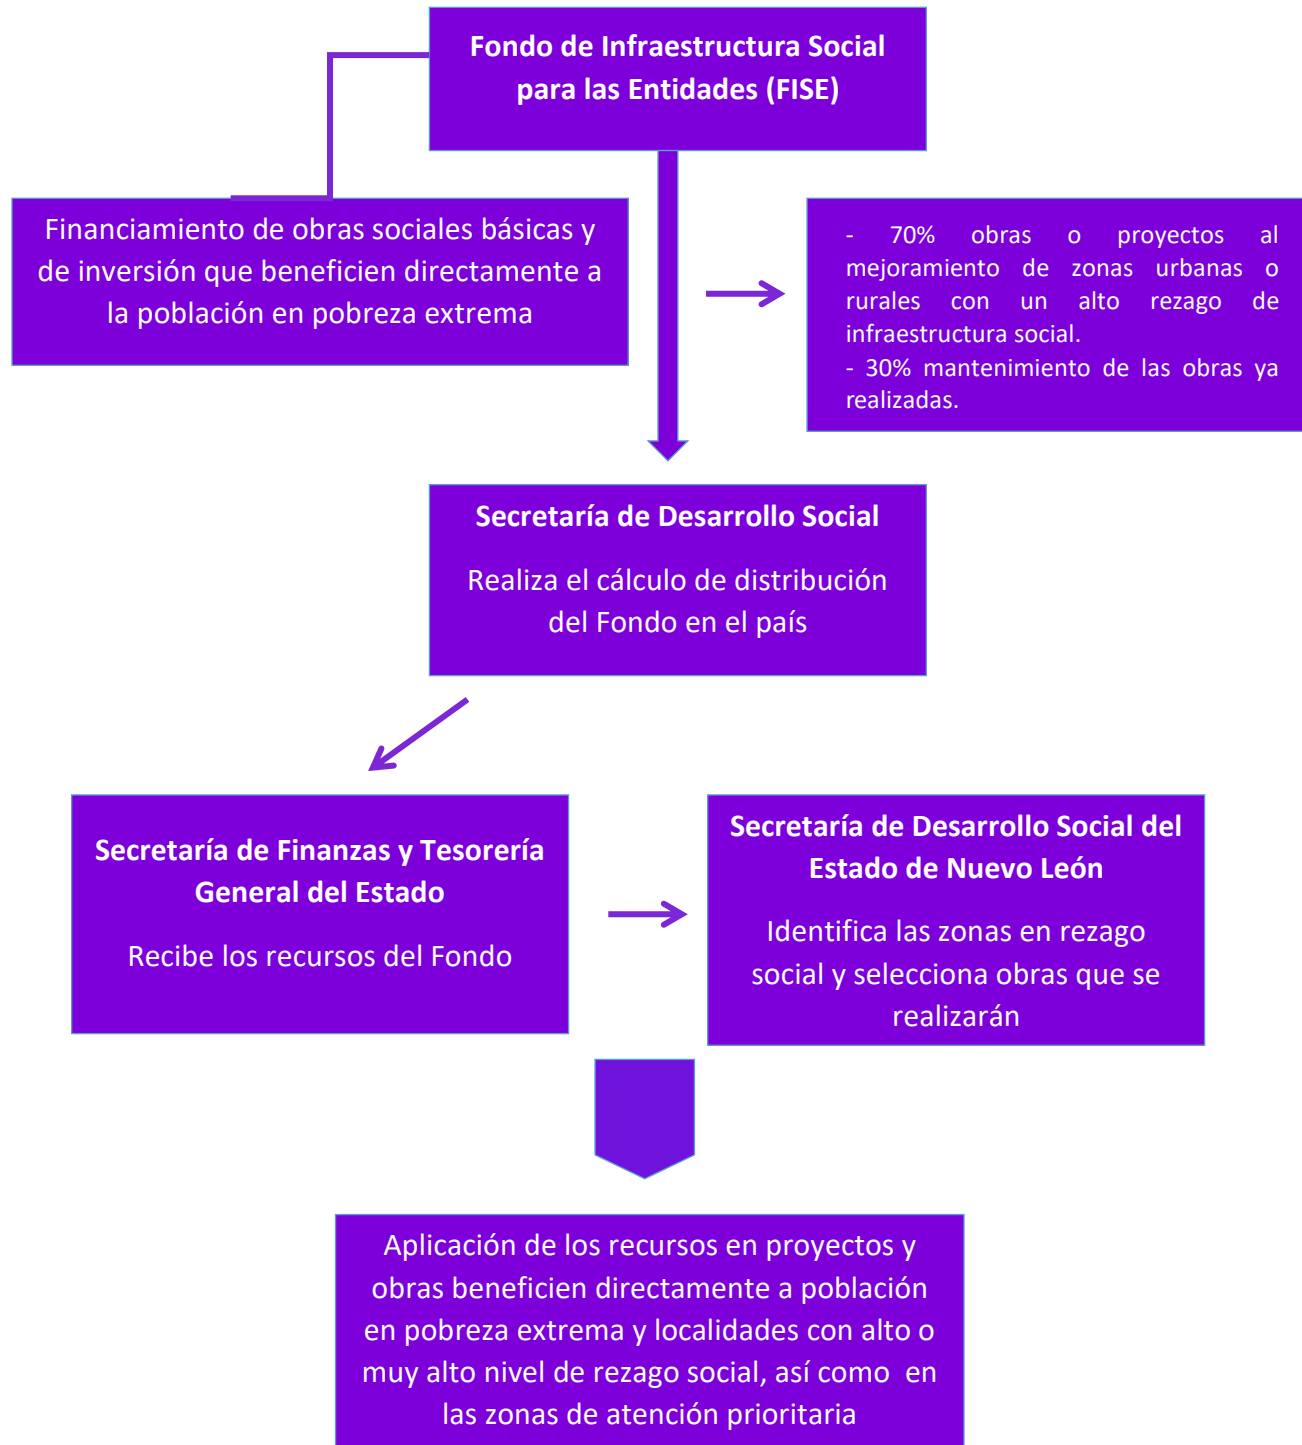 Fondo de Infraestructura Social
para las Entidades (FISE)
Financiamiento de obras sociales básicas y
de inversión que beneficien directamente a
la población en pobreza extrema
- 70% obras o proyectos al
mejoramiento de zonas urbanas o
rurales con un alto rezago de
infraestructura social.
- 30% mantenimiento de las obras ya
realizadas.
Secretaría de Desarrollo Social
Realiza el cálculo de distribución
del Fondo en el país
Secretaría de Finanzas y Tesorería
General del Estado
Recibe los recursos del Fondo
Secretaría de Desarrollo Social del
Estado de Nuevo León
Identifica las zonas en rezago
social y selecciona obras que se
realizarán
Aplicación de los recursos en proyectos y
obras beneficien directamente a población
en pobreza extrema y localidades con alto o
muy alto nivel de rezago social, así como en
las zonas de atención prioritaria